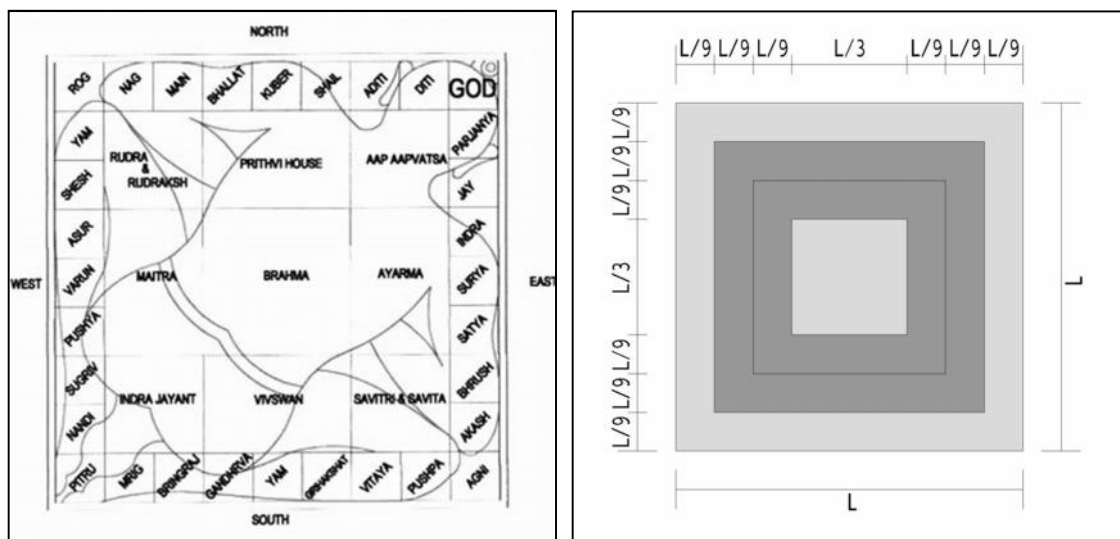 NORTH
ROG NAG MAIN BHALLAT KUBER SHAIL ADITI DITI GOD
YAM PARJANYA
RUDRA & RUDRAKSH PRITHVI HOUSE AAP AAPVATSA
SHESH JAY
ASUR INDRA
WEST VARUN MAITRA BRAHMA AYARMA SURYA EAST
PUSHYA SATYA
SUGRIV INDRA JAYANT VIVSWAN SAVITRI & SAVITA BHRUSH
NANDI AKASH
PITRU MRIG BRINGRAJ GANDHRVA YAM VITAYA PUSHPA AGNI
SOUTH
L/9 L/9 L/9 L/3 L/9 L/9 L/9
L/9
L/9
L/9
L/3
L/9
L/9
L/9
L
L